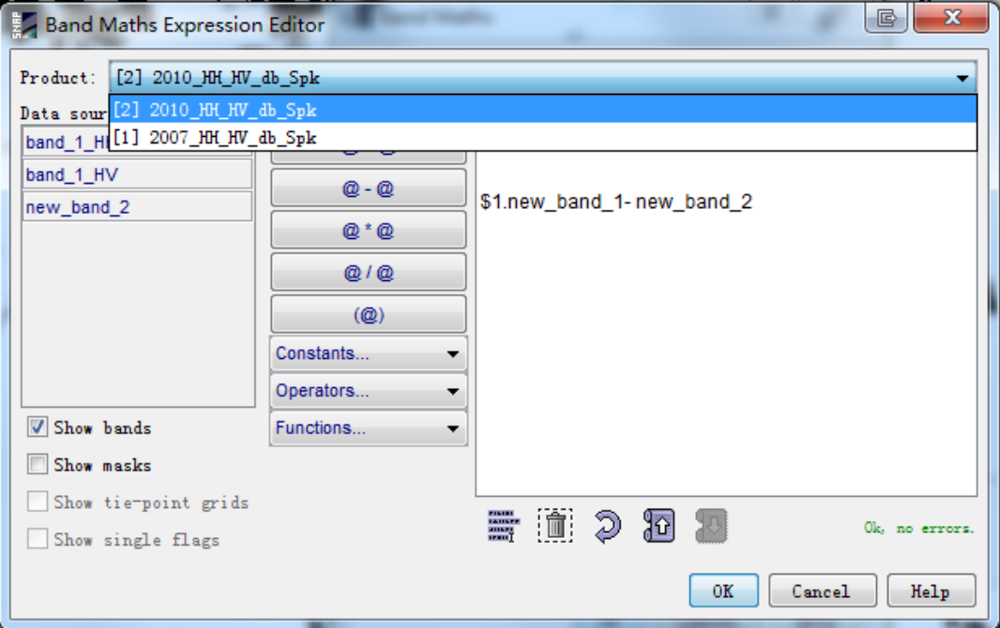 SNAP
Band Maths Expression Editor
Product:
[2] 2010_HH_HV_db_Spk
[2] 2010_HH_HV_db_Spk
[1] 2007_HH_HV_db_Spk
Data sour
band_1_H
band_1_HV
new_band_2
@ - @
@ * @
@ / @
(@)
Constants...
Operators...
Functions...
$1.new_band_1- new_band_2
Show bands
Show masks
Show tie-point grids
Show single flags
Ok, no errors.
OK
Cancel
Help